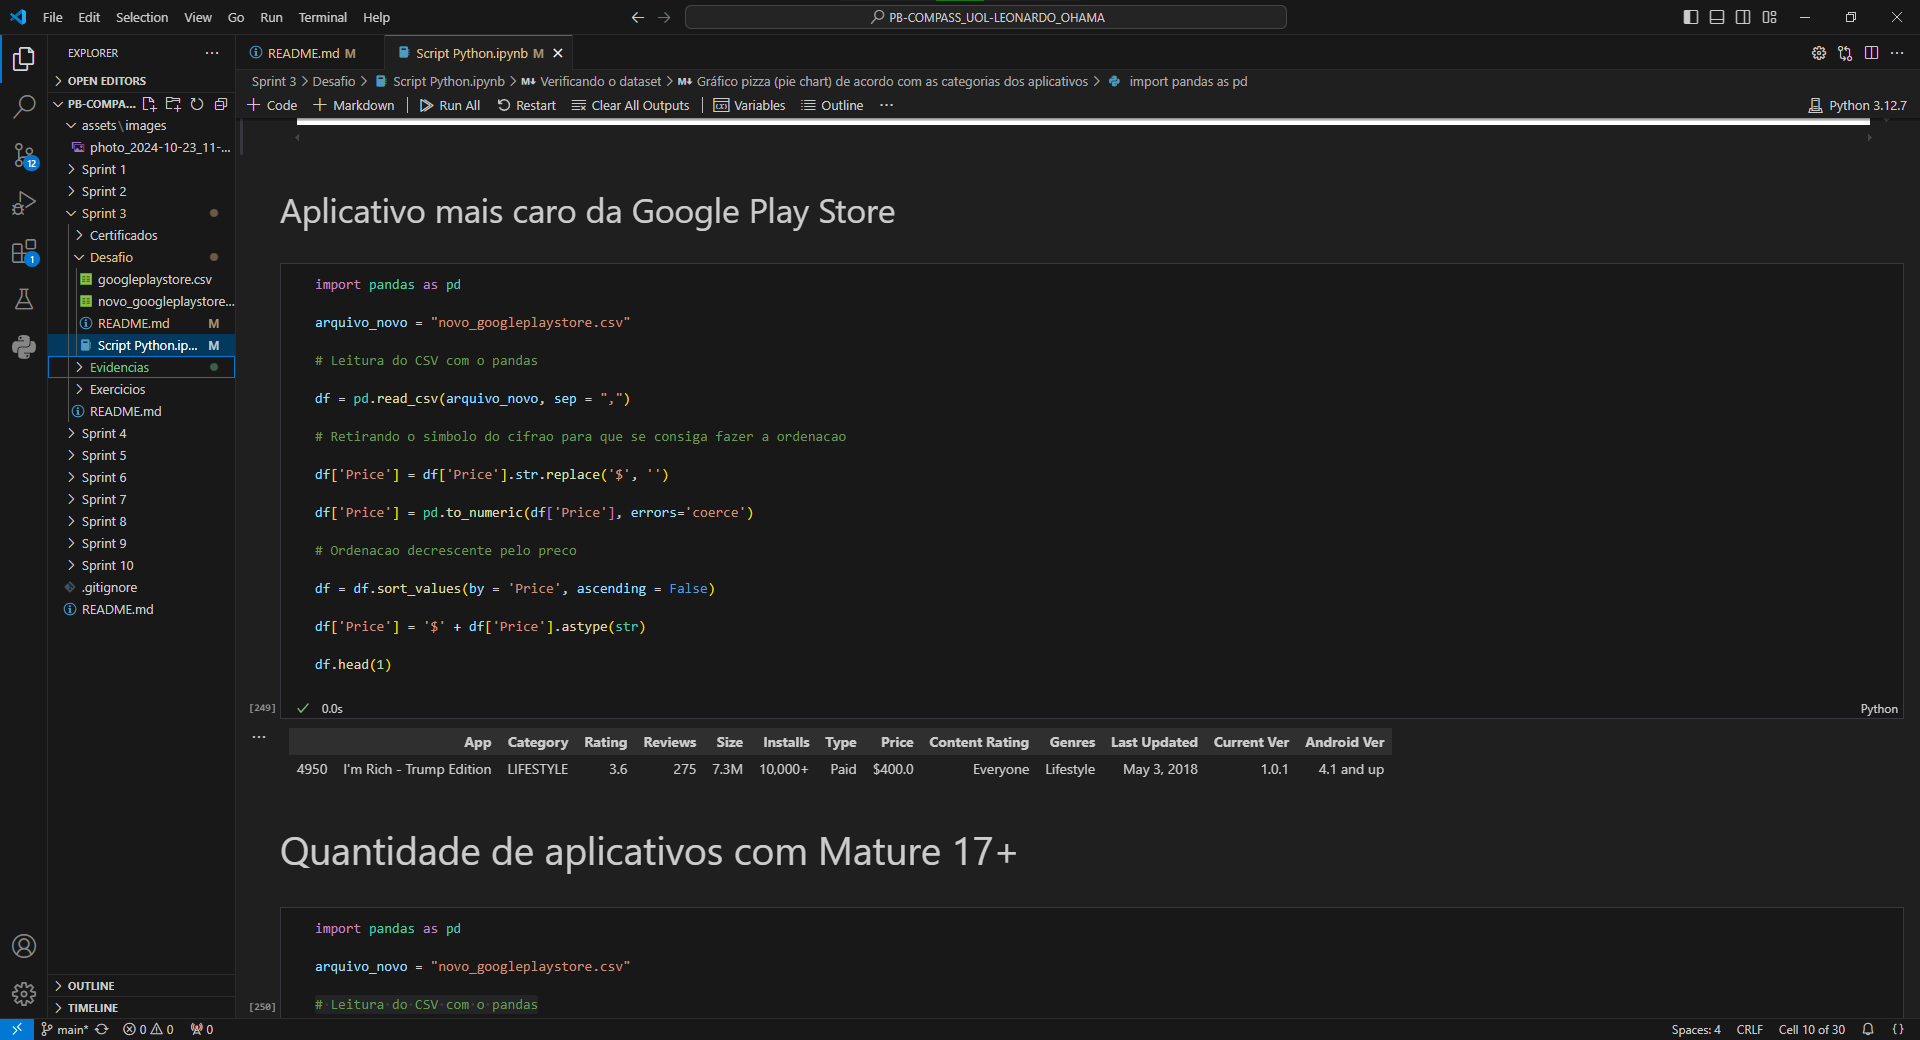 File Edit Selection View Go Run Terminal Help
PB-COMPASS_UOL-LEONARDO_OHAMA
EXPLORER
OPEN EDITORS
PB-COMPA...
assets\images
photo_2024-10-23_11-...
Sprint 1
Sprint 2
Sprint 3
Certificados
Desafio
googleplaystore.csv
novo_googleplaystore...
README.md M
Script Python.ip... M
Evidencias
Exercicios
README.md
Sprint 4
Sprint 5
Sprint 6
Sprint 7
Sprint 8
Sprint 9
Sprint 10
.gitignore
README.md
OUTLINE
TIMELINE
12
1
README.md M
Script Python.ipynb M
Sprint 3 > Desafio > Script Python.ipynb > M↓ Verificando o dataset > M↓ Gráfico pizza (pie chart) de acordo com as categorias dos aplicativos > import pandas as pd
Code Markdown Run All Restart Clear All Outputs Variables Outline ... Python 3.12.7
Aplicativo mais caro da Google Play Store
import pandas as pd
arquivo_novo = "novo_googleplaystore.csv"
# Leitura do CSV com o pandas
df = pd.read_csv(arquivo_novo, sep = ",")
# Retirando o simbolo do cifrao para que se consiga fazer a ordenacao
df['Price'] = df['Price'].str.replace('$', '')
df['Price'] = pd.to_numeric(df['Price'], errors='coerce')
# Ordenacao decrescente pelo preco
df = df.sort_values(by = 'Price', ascending = False)
df['Price'] = '$' + df['Price'].astype(str)
df.head(1)
[249] 0.0s Python
App Category Rating Reviews Size Installs Type Price Content Rating Genres Last Updated Current Ver Android Ver
4950 I'm Rich - Trump Edition LIFESTYLE 3.6 275 7.3M 10,000+ Paid $400.0 Everyone Lifestyle May 3, 2018 1.0.1 4.1 and up
Quantidade de aplicativos com Mature 17+
import pandas as pd
arquivo_novo = "novo_googleplaystore.csv"
# Leitura do CSV com o pandas
[250]
main* 0 0 0 Spaces: 4 CRLF Cell 10 of 30 {}